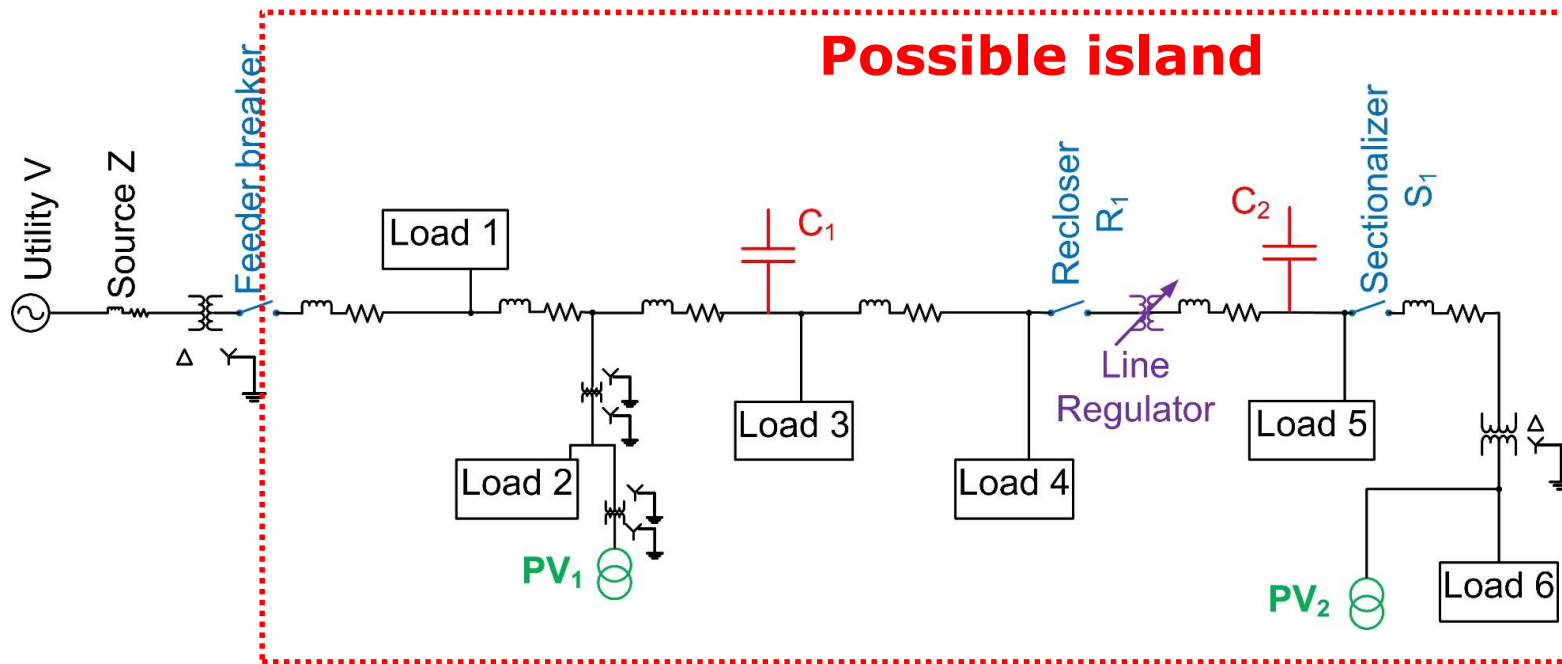 Possible island
Utility V
Source Z
Feeder breaker
Load 1
C₁
Recloser
R₁
C₂
Sectionalizer
S₁
Δ
Line
Regulator
Load 2
Load 3
Load 4
Load 5
Δ
PV₁
PV₂
Load 6